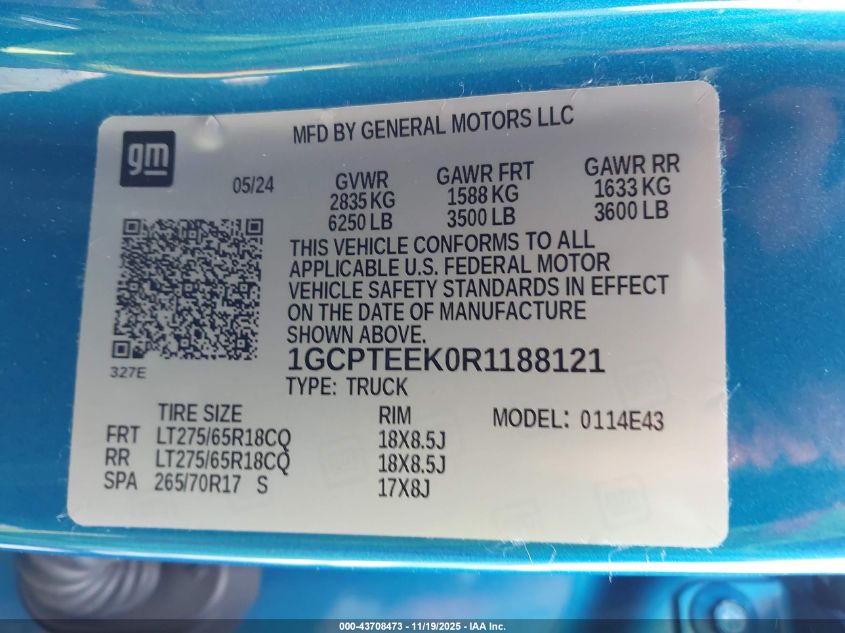 MFD BY GENERAL MOTORS LLC
gm
05/24
GVWR
2835 KG
6250 LB
GAWR FRT
1588 KG
3500 LB
GAWR RR
1633 KG
3600 LB
THIS VEHICLE CONFORMS TO ALL
APPLICABLE U.S. FEDERAL MOTOR
VEHICLE SAFETY STANDARDS IN EFFECT
ON THE DATE OF MANUFACTURE
SHOWN ABOVE.
327E
1GCPTEEK0R1188121
TYPE: TRUCK
TIRE SIZE RIM MODEL: 0114E43
FRT LT275/65R18CQ 18X8.5J
RR LT275/65R18CQ 18X8.5J
SPA 265/70R17 S 17X8J
000-43708473 - 11/19/2025 - IAA Inc.